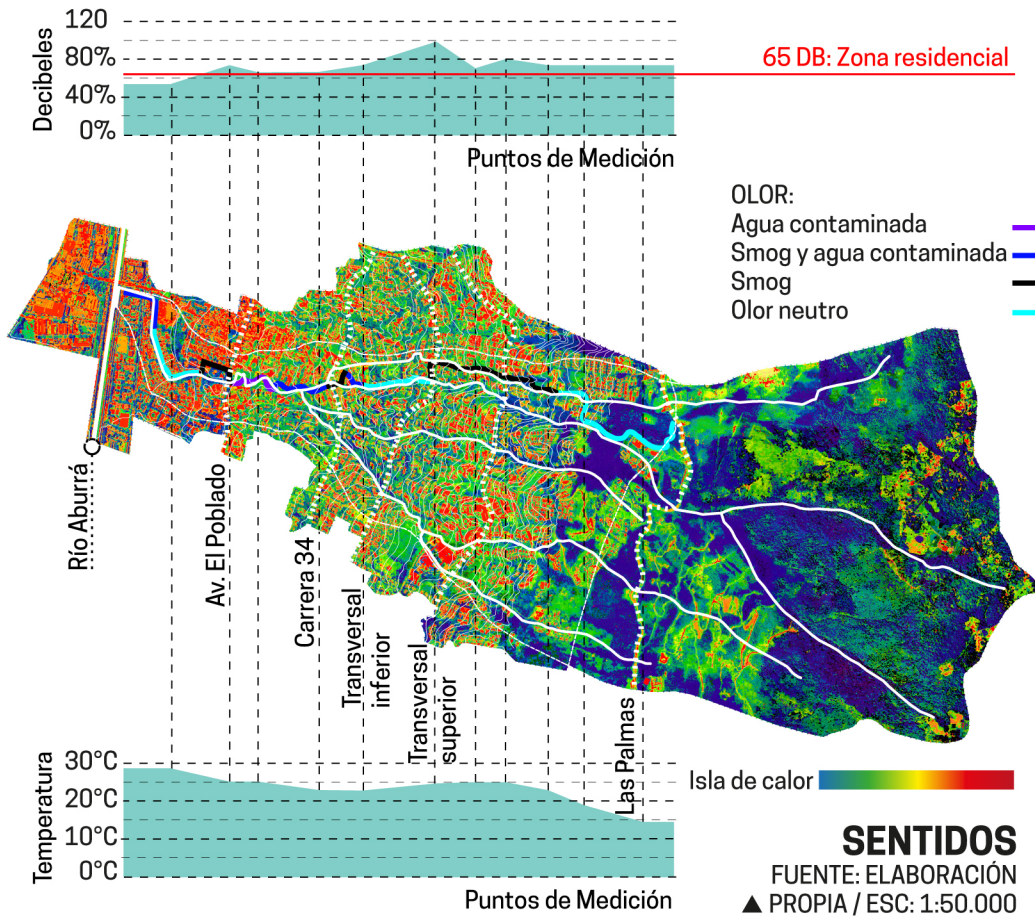 120
80%
40%
0%
Decibeles
65 DB: Zona residencial
Puntos de Medición
OLOR:
Agua contaminada
Smog y agua contaminada
Smog
Olor neutro
Río Aburrá
Av. El Poblado
Carrera 34
Transversal
inferior
Transversal
superior
Las Palmas
30°C
20°C
10°C
0°C
Temperatura
Puntos de Medición
Isla de calor
SENTIDOS
FUENTE: ELABORACIÓN
▲ PROPIA / ESC: 1:50.000